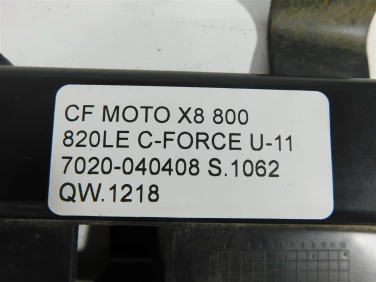 CF MOTO X8 800
820LE C-FORCE U-11
7020-040408 S.1062
QW.1218